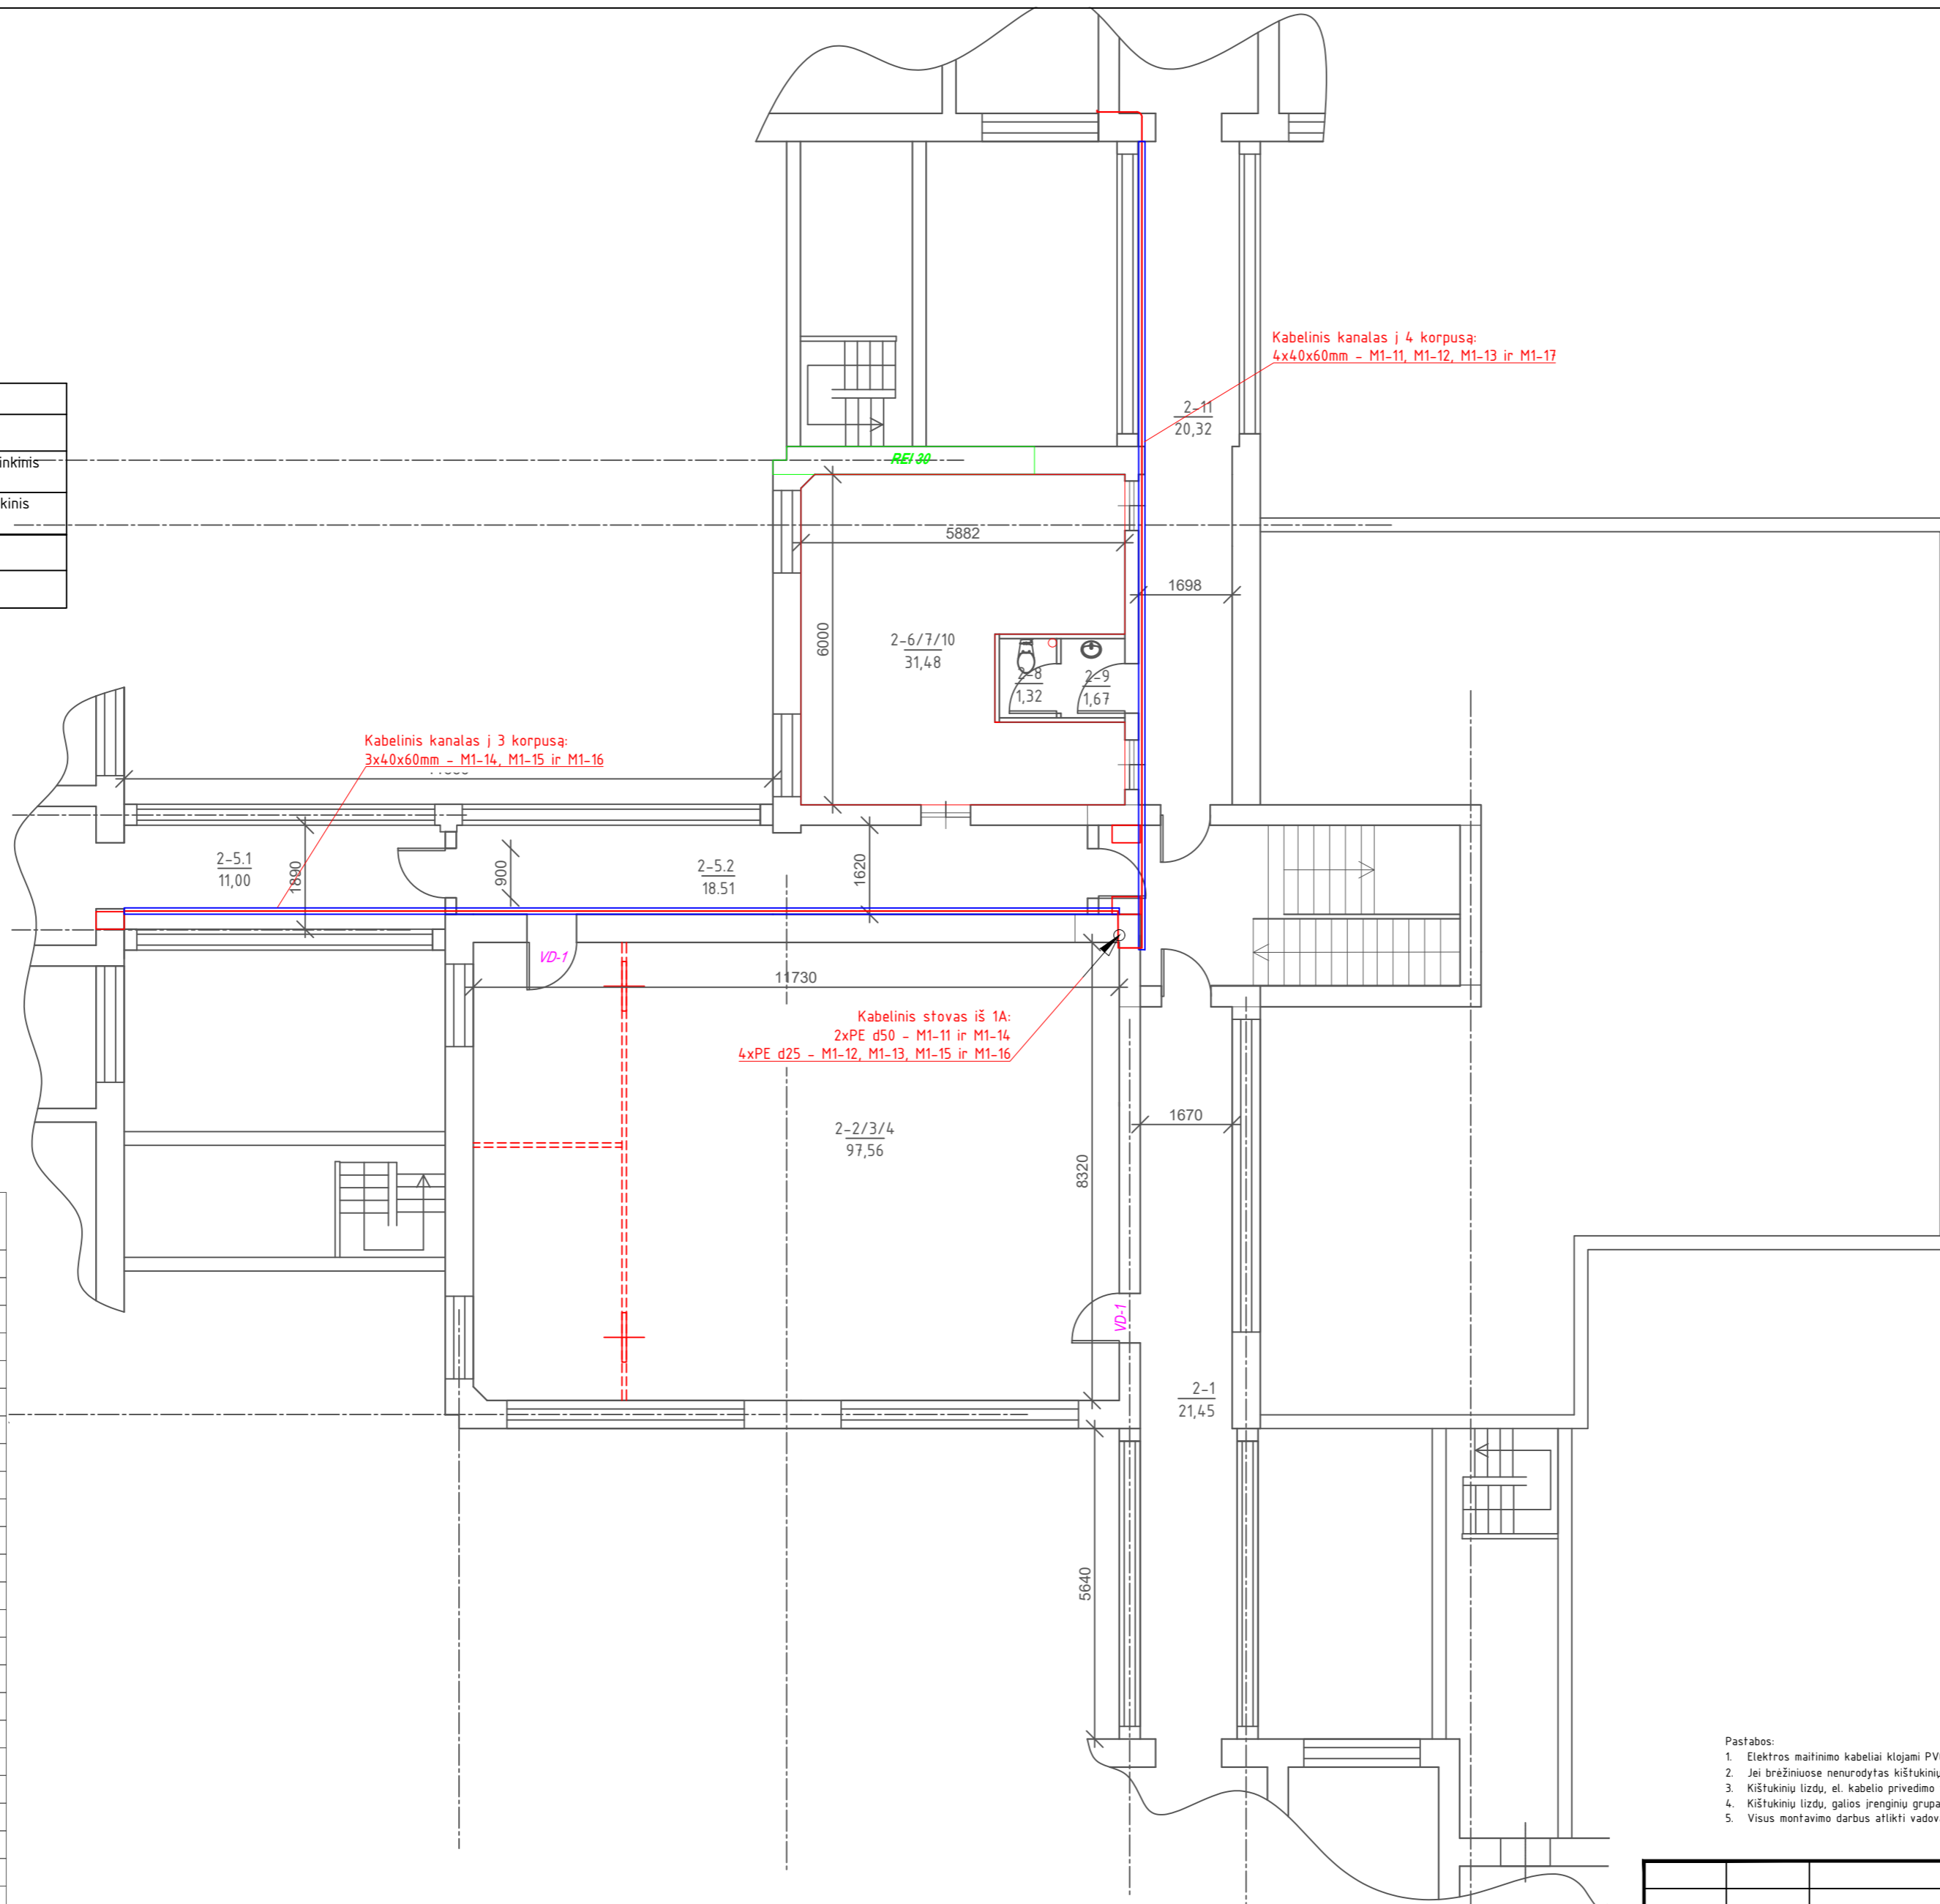 Kabelinis kanalas į 4 korpusą:
4x40x60mm - M1-11, M1-12, M1-13 ir M1-17
2-11
20,32
inkinis
REI 30
kinis
5882
1698
6000
2-6/7/10
31,48
2-8
1,32
2-9
1,67
Kabelinis kanalas į 3 korpusą:
3x40x60mm - M1-14, M1-15 ir M1-16
2-5.1
11,00
1890
900
2-5.2
18.51
1620
VD-1
11730
Kabelinis stovas iš 1A:
2xPE d50 - M1-11 ir M1-14
4xPE d25 - M1-12, M1-13, M1-15 ir M1-16
1670
2-2/3/4
97,56
8320
VD-1
2-1
21,45
5640
Pastabos:
1. Elektros maitinimo kabeliai klojami
2. Jei brėžiniuose nenurodytas kištukinių
3. Kištukinių lizdų, el. kabelio privedimo
4. Kištukinių lizdų, galios įrenginių grupa
5. Visus montavimo darbus atlikti vadov